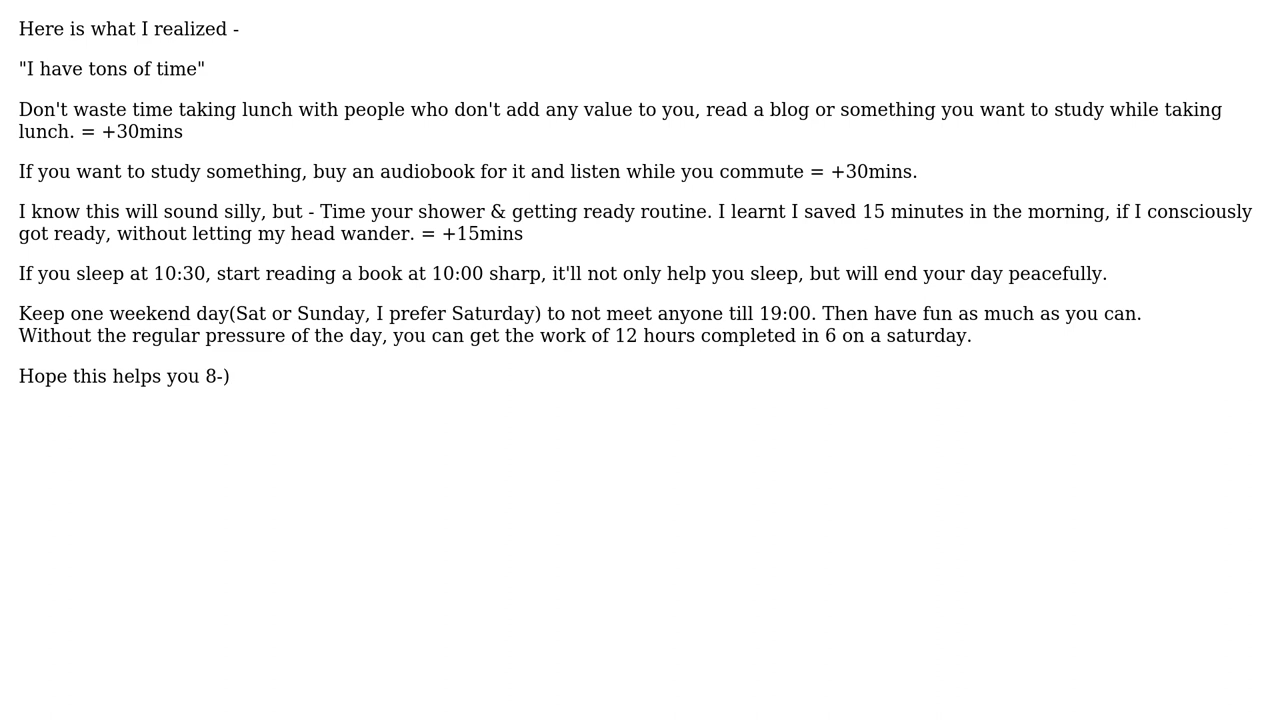 Here is what I realized -
"I have tons of time"
Don't waste time taking lunch with people who don't add any value to you, read a blog or something you want to study while taking
lunch. = +30mins
If you want to study something, buy an audiobook for it and listen while you commute = +30mins.
I know this will sound silly, but - Time your shower & getting ready routine. I learnt I saved 15 minutes in the morning, if I consciously
got ready, without letting my head wander. = +15mins
If you sleep at 10:30, start reading a book at 10:00 sharp, it'll not only help you sleep, but will end your day peacefully.
Keep one weekend day(Sat or Sunday, I prefer Saturday) to not meet anyone till 19:00. Then have fun as much as you can.
Without the regular pressure of the day, you can get the work of 12 hours completed in 6 on a saturday.
Hope this helps you 8-)